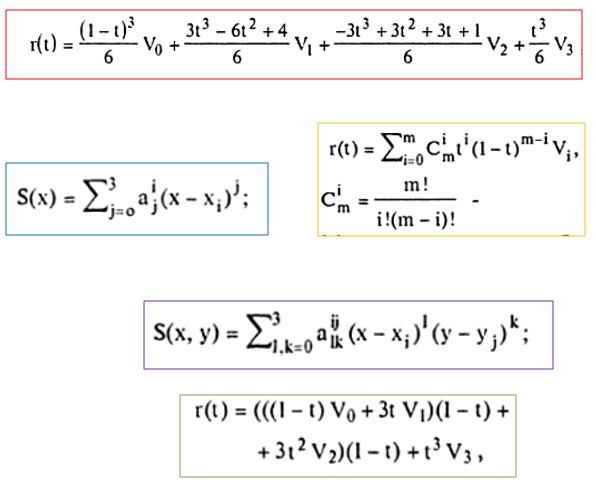 r(t) = \frac{(1-t)^3}{6} V_0 + \frac{3t^3 - 6t^2 + 4}{6} V_1 + \frac{-3t^3 + 3t^2 + 3t + 1}{6} V_2 + \frac{t^3}{6} V_3
r(t) = \sum_{i=0}^{m} C_m^i t^i (1-t)^{m-i} V_i,
C_m^i = \frac{m!}{i!(m-i)!} -
S(x) = \sum_{j=o}^{3} a_j^i (x - x_i)^j;
S(x, y) = \sum_{l,k=0}^{3} a_{lk}^{ij} (x - x_i)^l (y - y_j)^k;
r(t) = (((1-t) V_0 + 3t V_1)(1-t) +
+ 3t^2 V_2)(1-t) + t^3 V_3,